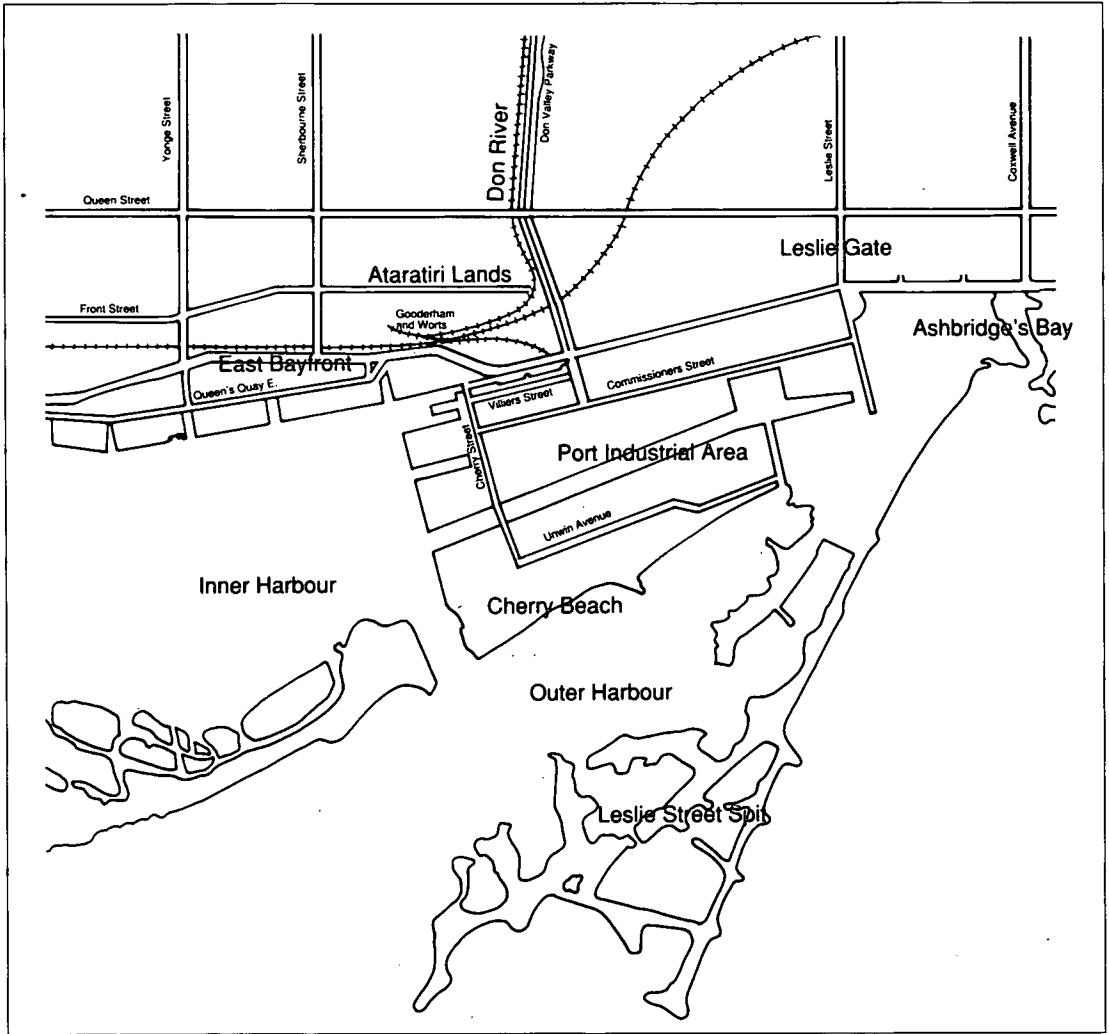 Yonge Street
Sherbourne Street
Don River
Don Valley Parkway
Leslie Street
Coxwell Avenue
Queen Street
Leslie Gate
Ataratiri Lands
Front Street
Gooderham
and Worts
Ashbridge's Bay
East Bayfront
Queen's Quay E.
Commissioners Street
Villiers Street
Cherry Street
Port Industrial Area
Unwin Avenue
Inner Harbour
Cherry Beach
Outer Harbour
Leslie Street Spit